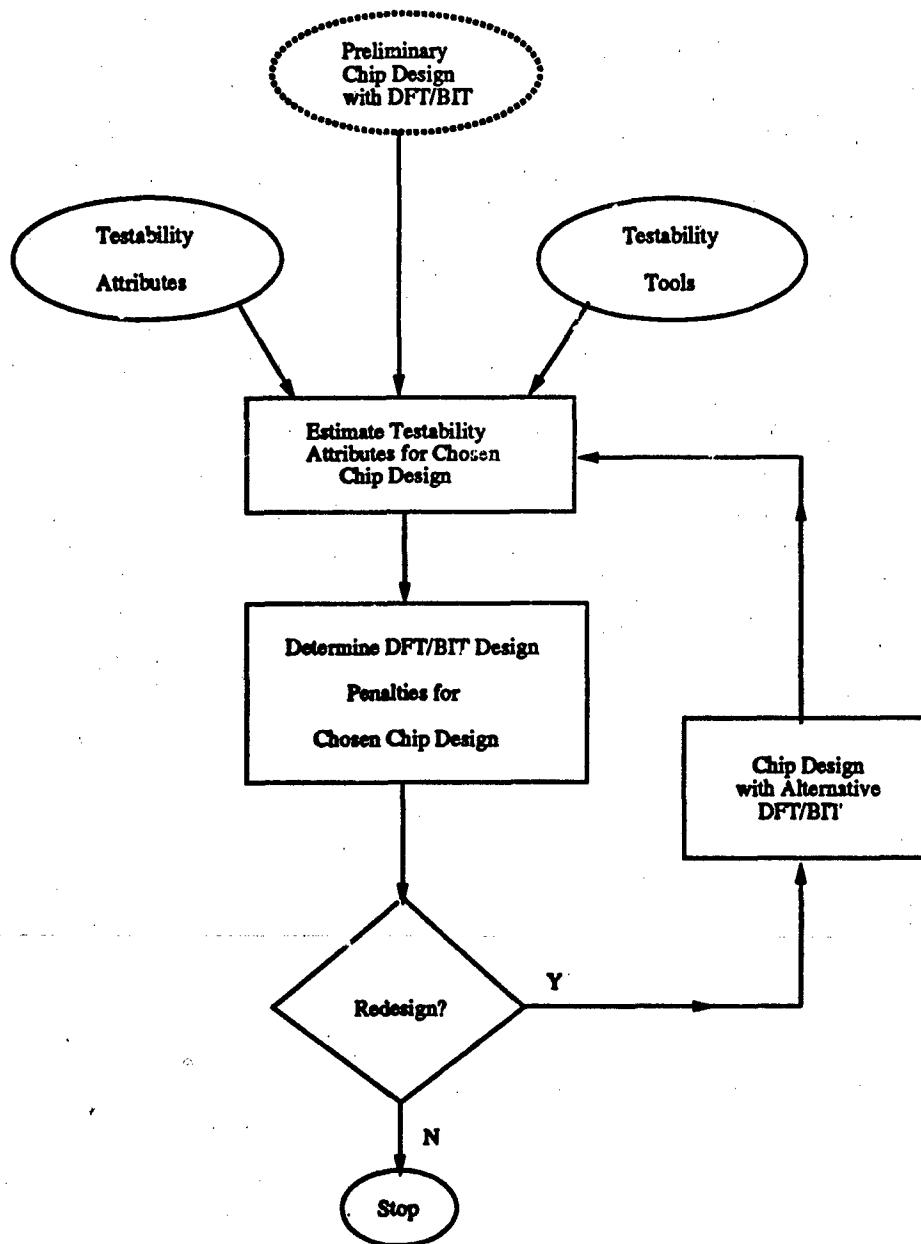 Preliminary
Chip Design
with DFT/BIT
Testability
Attributes
Testability
Tools
Estimate Testability
Attributes for Chosen
Chip Design
Determine DFT/BIT Design
Penalties for
Chosen Chip Design
Chip Design
with Alternative
DFT/BIT
Redesign?
Y
N
Stop